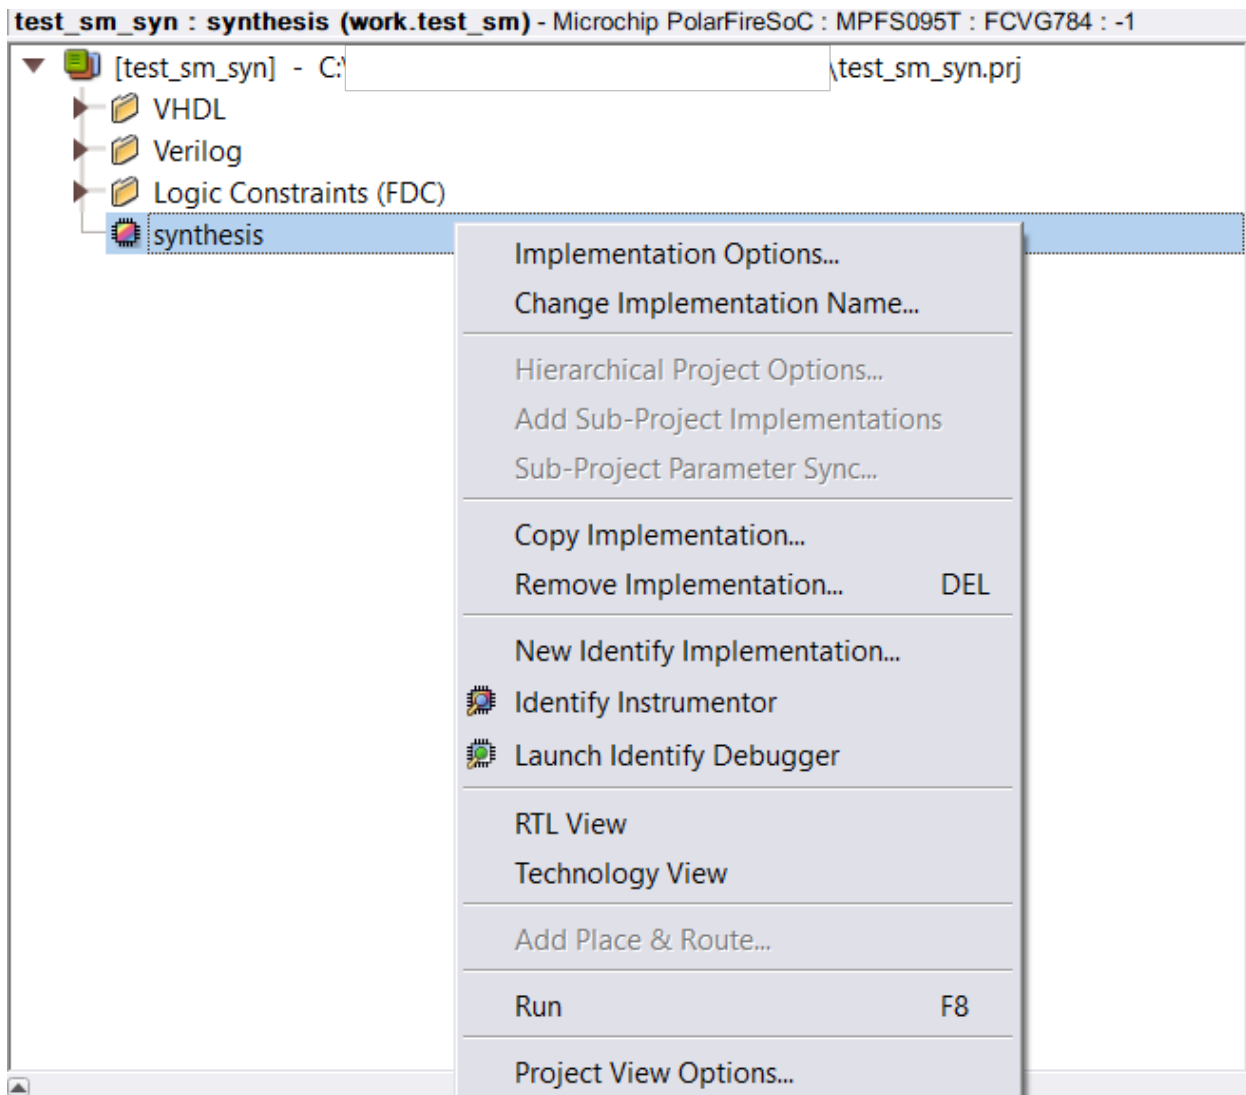 test_sm_syn : synthesis (work.test_sm) - Microchip PolarFireSoC : MPFS095T : FCVG784 : -1
[test_sm_syn] - C:\ \test_sm_syn.prj
VHDL
Verilog
Logic Constraints (FDC)
synthesis
Implementation Options...
Change Implementation Name...
Hierarchical Project Options...
Add Sub-Project Implementations
Sub-Project Parameter Sync...
Copy Implementation...
Remove Implementation... DEL
New Identify Implementation...
Identify Instrumentor
Launch Identify Debugger
RTL View
Technology View
Add Place & Route...
Run F8
Project View Options...